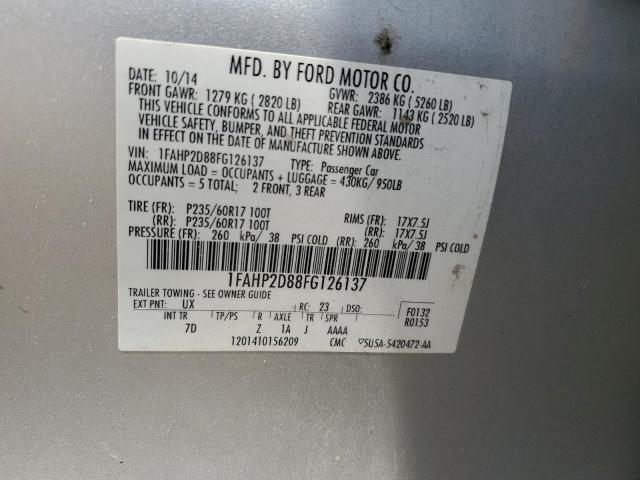 MFD. BY FORD MOTOR CO.
DATE: 10/14 GVWR: 2386 KG ( 5260 LB)
FRONT GAWR: 1279 KG ( 2820 LB) REAR GAWR: 1143 KG ( 2520 LB)
THIS VEHICLE CONFORMS TO ALL APPLICABLE FEDERAL MOTOR
VEHICLE SAFETY, BUMPER, AND THEFT PREVENTION STANDARDS
IN EFFECT ON THE DATE OF MANUFACTURE SHOWN ABOVE.
VIN: 1FAHP2D88FG126137 TYPE: Passenger Car
MAXIMUM LOAD = OCCUPANTS + LUGGAGE = 430KG/ 950LB
OCCUPANTS = 5 TOTAL; 2 FRONT, 3 REAR
TIRE (FR): P235/60R17 100T RIMS (FR): 17X7.5J
(RR): P235/60R17 100T (RR): 17X7.5J
PRESSURE (FR): 260 kPa/ 38 PSI COLD (RR): 260 kPa/ 38 PSI COLD
1FAHP2D88FG126137
TRAILER TOWING - SEE OWNER GUIDE
EXT PNT: UX RC: 23 DSO: F0132
INT TR TP/PS R AXLE TR SPR R0153
7D Z 1A J AAAA
1201410156209 CMC SU5A-5420472-AA